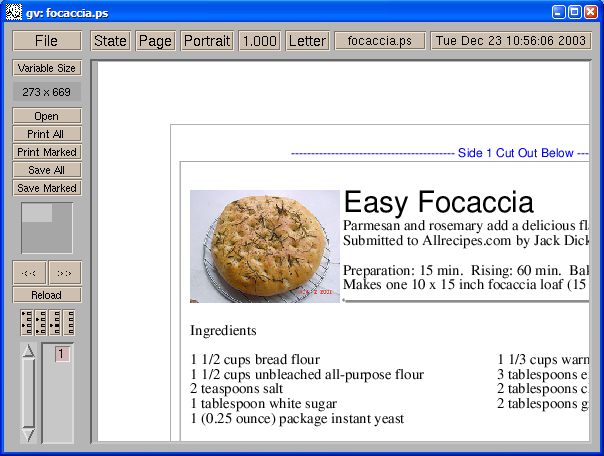 gv: focaccia.ps
File State Page Portrait 1.000 Letter focaccia.ps Tue Dec 23 10:56:06 2003
Variable Size
273 x 669
Open
Print All
Print Marked
Save All
Save Marked
<< >>
Reload
1
Side 1 Cut Out Below
Easy Focaccia
Parmesan and rosemary add a delicious
Submitted to Allrecipes.com by Jack
Preparation: 15 min. Rising: 60 min.
Makes one 10 x 15 inch focaccia loaf (15
Ingredients
1 1/2 cups bread flour
1 1/2 cups unbleached all-purpose flour
2 teaspoons salt
1 tablespoon white sugar
1 (0.25 ounce) package instant yeast
1 1/3 cups
3 tablespoons
2 tablespoons
2 tablespoons